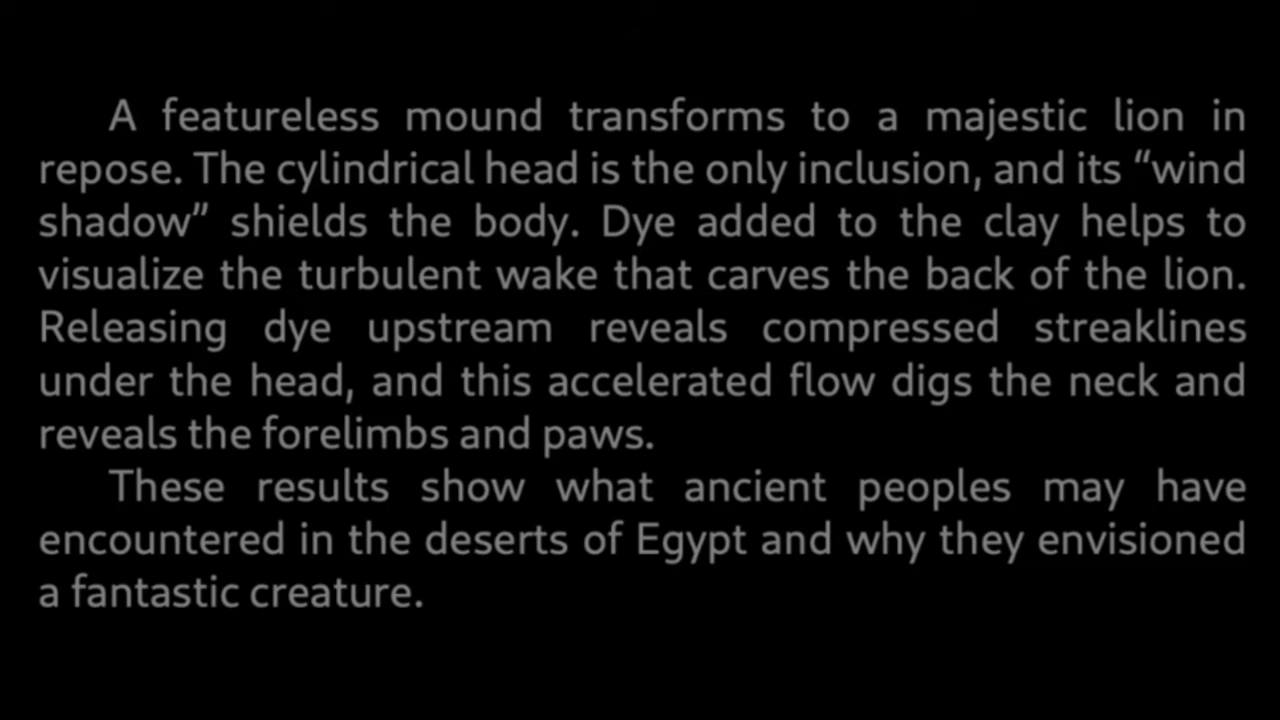 A featureless mound transforms to a majestic lion in
repose. The cylindrical head is the only inclusion, and its “wind
shadow” shields the body. Dye added to the clay helps to
visualize the turbulent wake that carves the back of the lion.
Releasing dye upstream reveals compressed streaklines
under the head, and this accelerated flow digs the neck and
reveals the forelimbs and paws.
These results show what ancient peoples may have
encountered in the deserts of Egypt and why they envisioned
a fantastic creature.